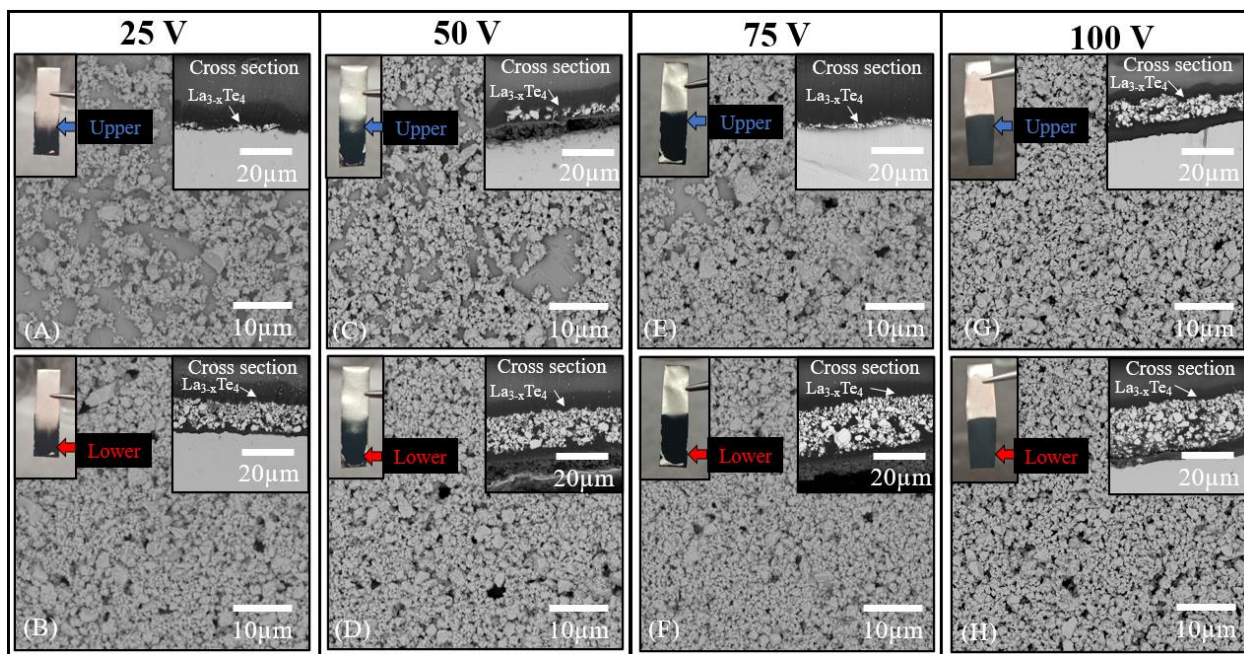 25 V
50 V
75 V
100 V
Cross section
La3-xTe4
Upper
20µm
10µm
(A)
Cross section
La3-xTe4
Upper
20µm
10µm
(C)
Cross section
La3-xTe4
Upper
20µm
10µm
(E)
Cross section
La3-xTe4
Upper
20µm
10µm
(G)
Cross section
La3-xTe4
Lower
20µm
10µm
(B)
Cross section
La3-xTe4
Lower
20µm
10µm
(D)
Cross section
La3-xTe4
Lower
20µm
10µm
(F)
Cross section
La3-xTe4
Lower
20µm
10µm
(H)